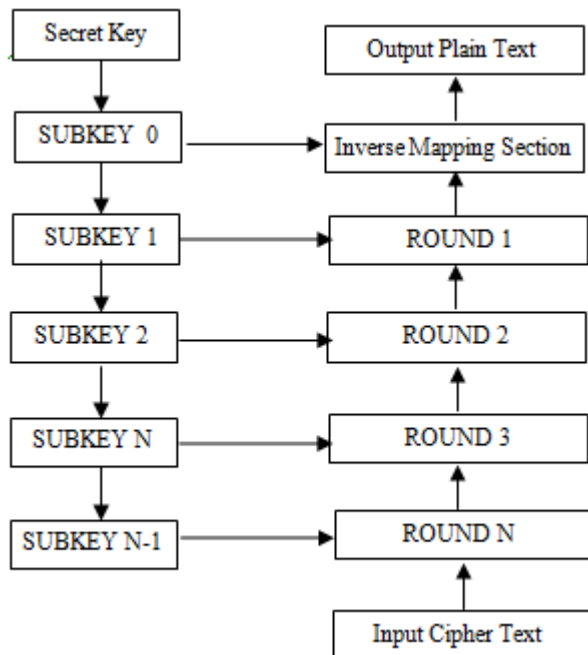 Secret Key
Output Plain Text
SUBKEY 0
Inverse Mapping Section
SUBKEY 1
ROUND 1
SUBKEY 2
ROUND 2
SUBKEY N
ROUND 3
SUBKEY N-1
ROUND N
Input Cipher Text